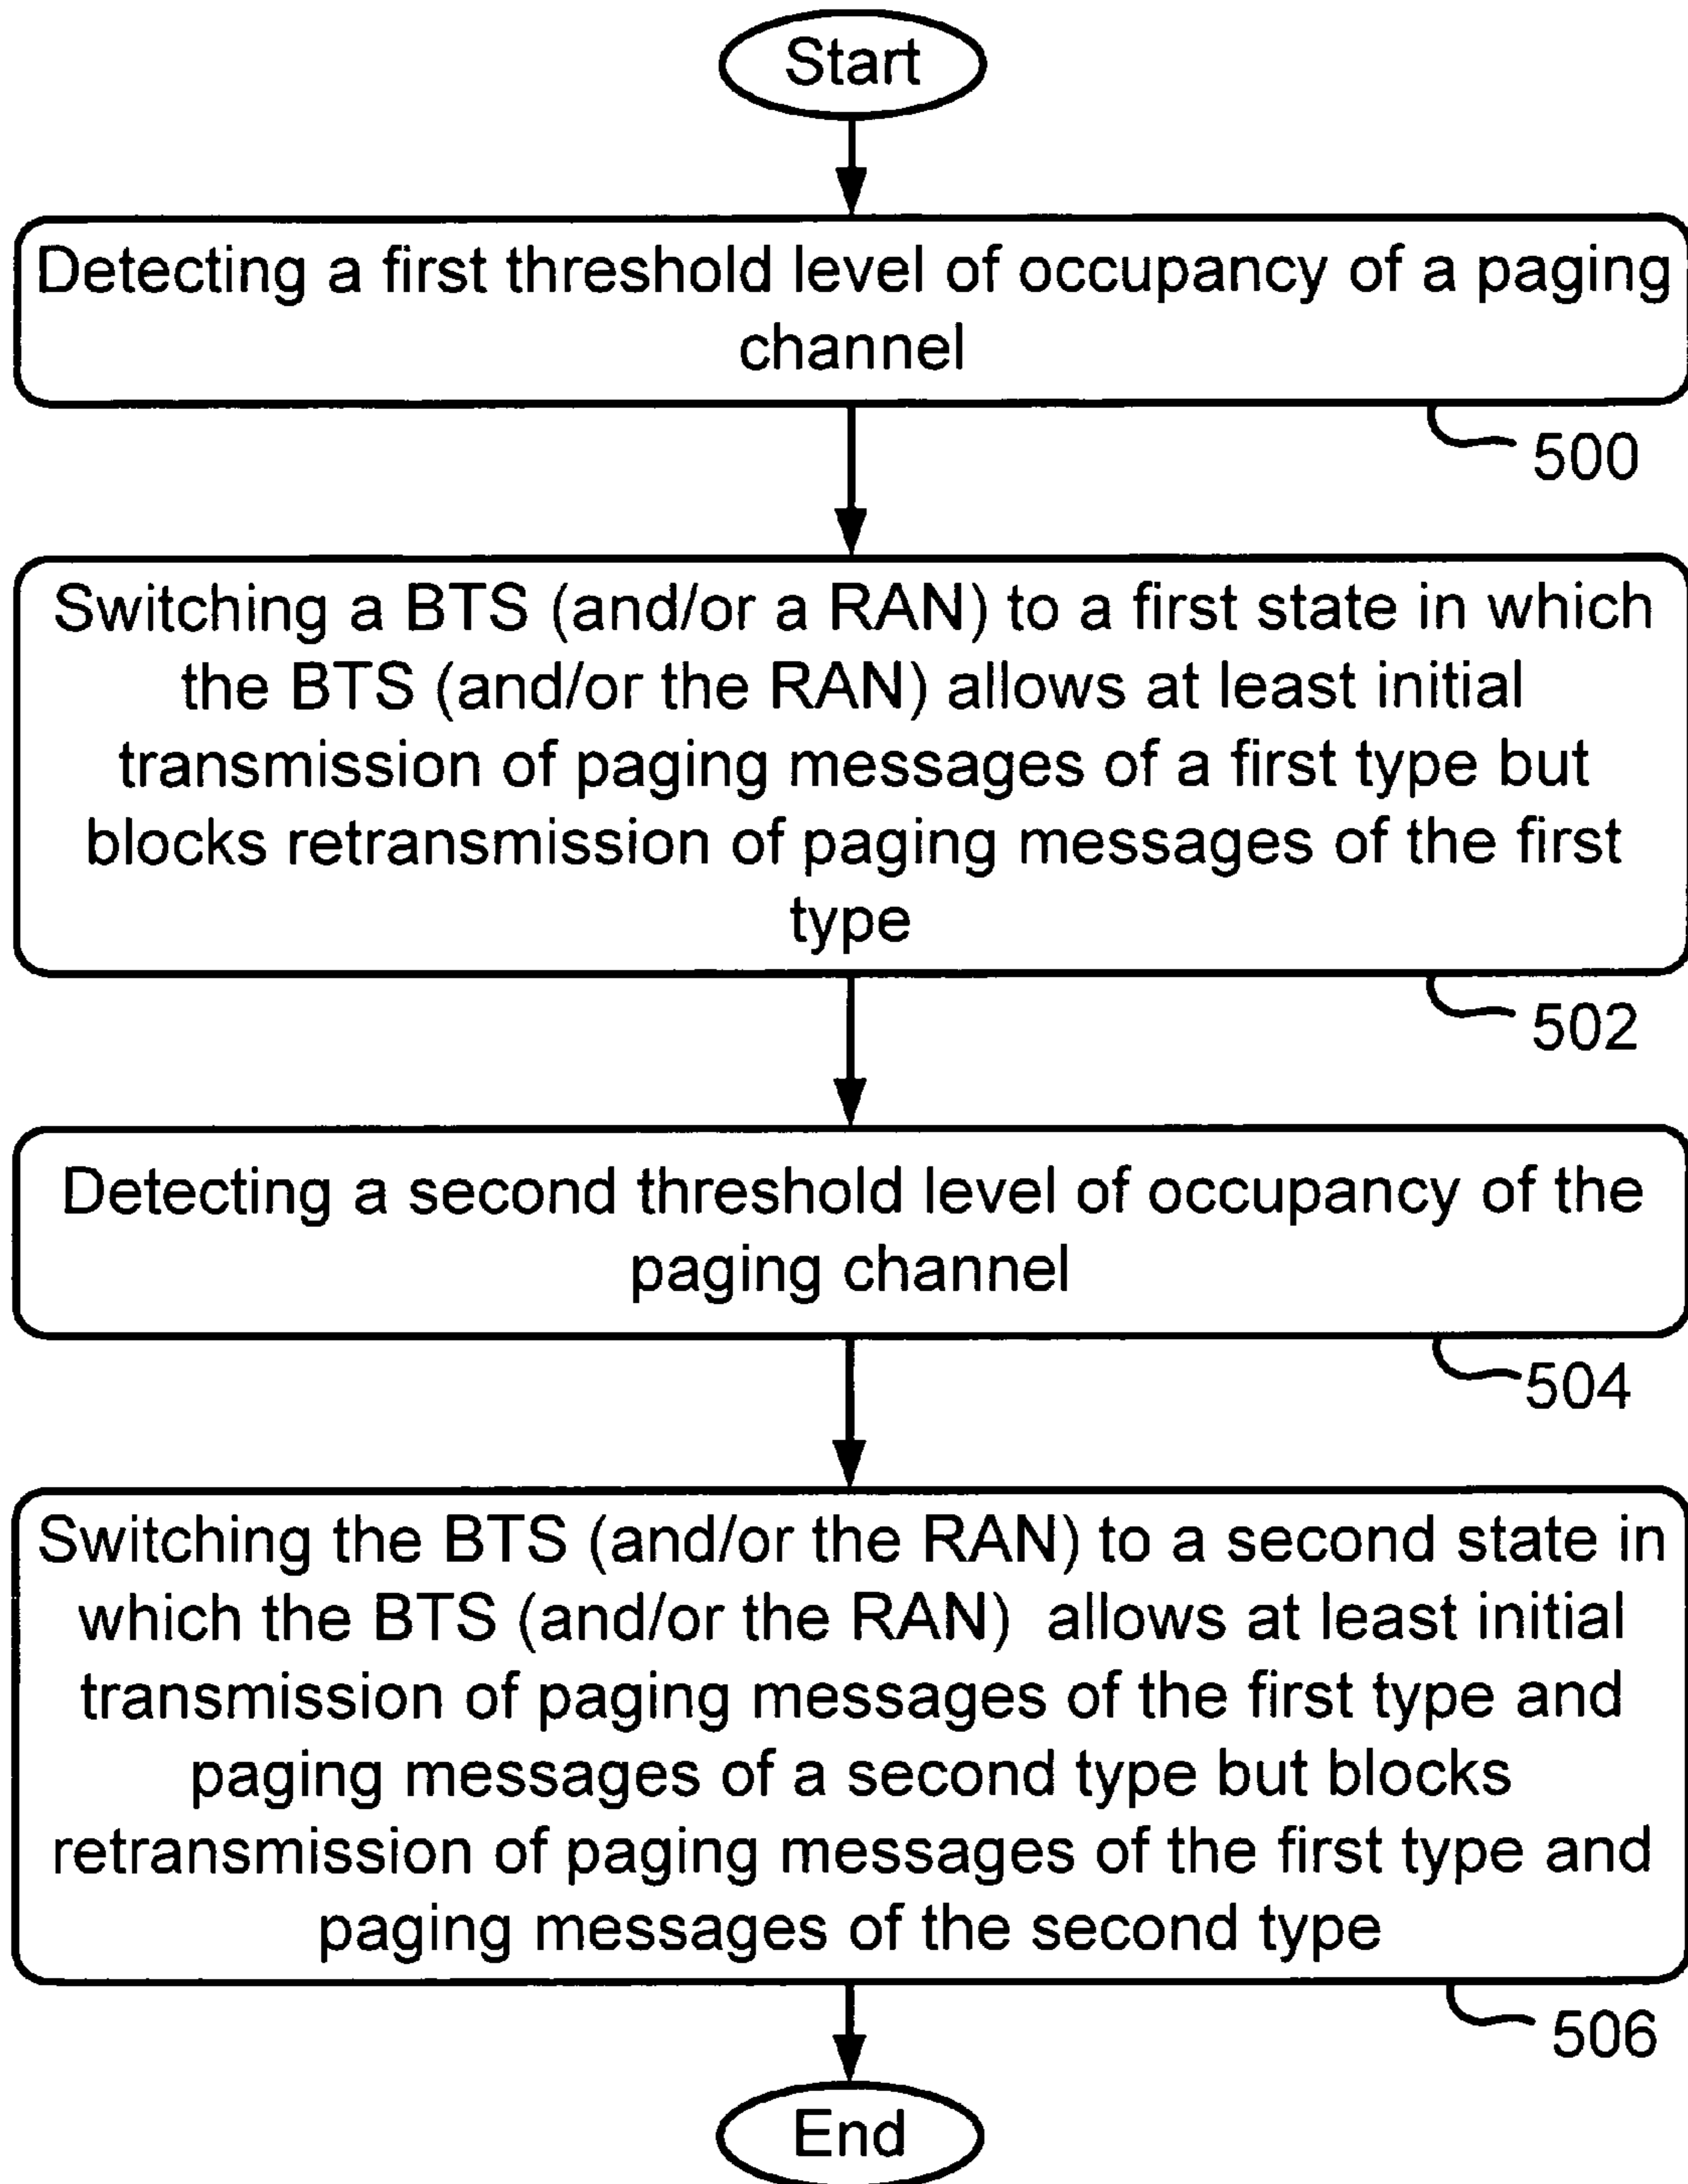 Start
Detecting a first threshold level of occupancy of a paging
channel
500
Switching a BTS (and/or a RAN) to a first state in which
the BTS (and/or the RAN) allows at least initial
transmission of paging messages of a first type but
blocks retransmission of paging messages of the first
type
502
Detecting a second threshold level of occupancy of the
paging channel
504
Switching the BTS (and/or the RAN) to a second state in
which the BTS (and/or the RAN) allows at least initial
transmission of paging messages of the first type and
paging messages of a second type but blocks
retransmission of paging messages of the first type and
paging messages of the second type
506
End